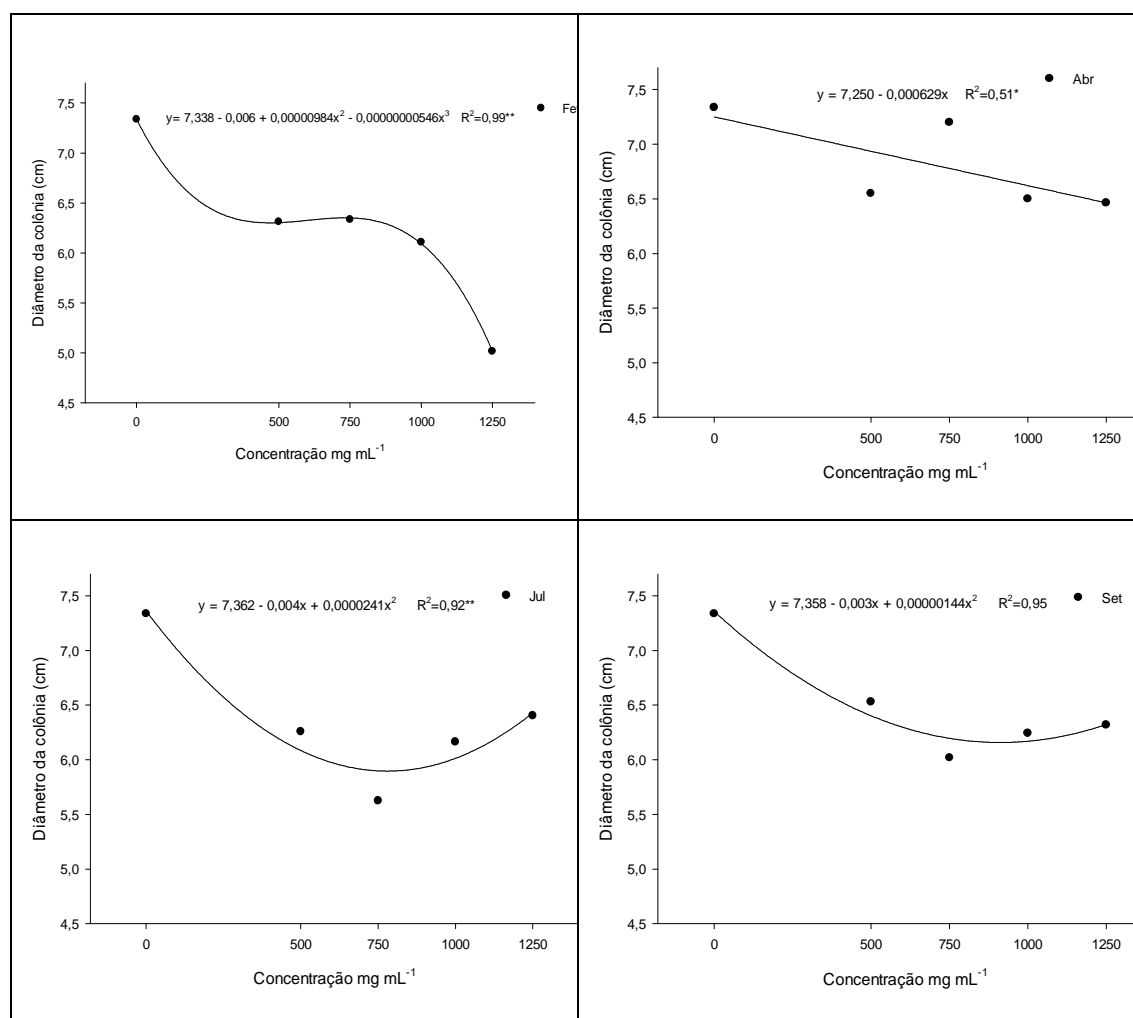 y= 7,338 - 0,006 + 0,00000984x² - 0,00000000546x³ R²=0,99** Fe
7,5
7,0
6,5
6,0
5,5
5,0
4,5
Diâmetro da colônia (cm)
0 500 750 1000 1250
Concentração mg mL⁻¹
Abr
y = 7,250 - 0,000629x R²=0,51*
7,5
7,0
6,5
6,0
5,5
5,0
4,5
Diâmetro da colônia (cm)
0 500 750 1000 1250
Concentração mg mL⁻¹
y = 7,362 - 0,004x + 0,0000241x² R²=0,92** Jul
7,5
7,0
6,5
6,0
5,5
5,0
4,5
Diâmetro da colônia (cm)
0 500 750 1000 1250
Concentração mg mL⁻¹
y = 7,358 - 0,003x + 0,00000144x² R²=0,95 Set
7,5
7,0
6,5
6,0
5,5
5,0
4,5
Diâmetro da colônia (cm)
0 500 750 1000 1250
Concentração mg mL⁻¹